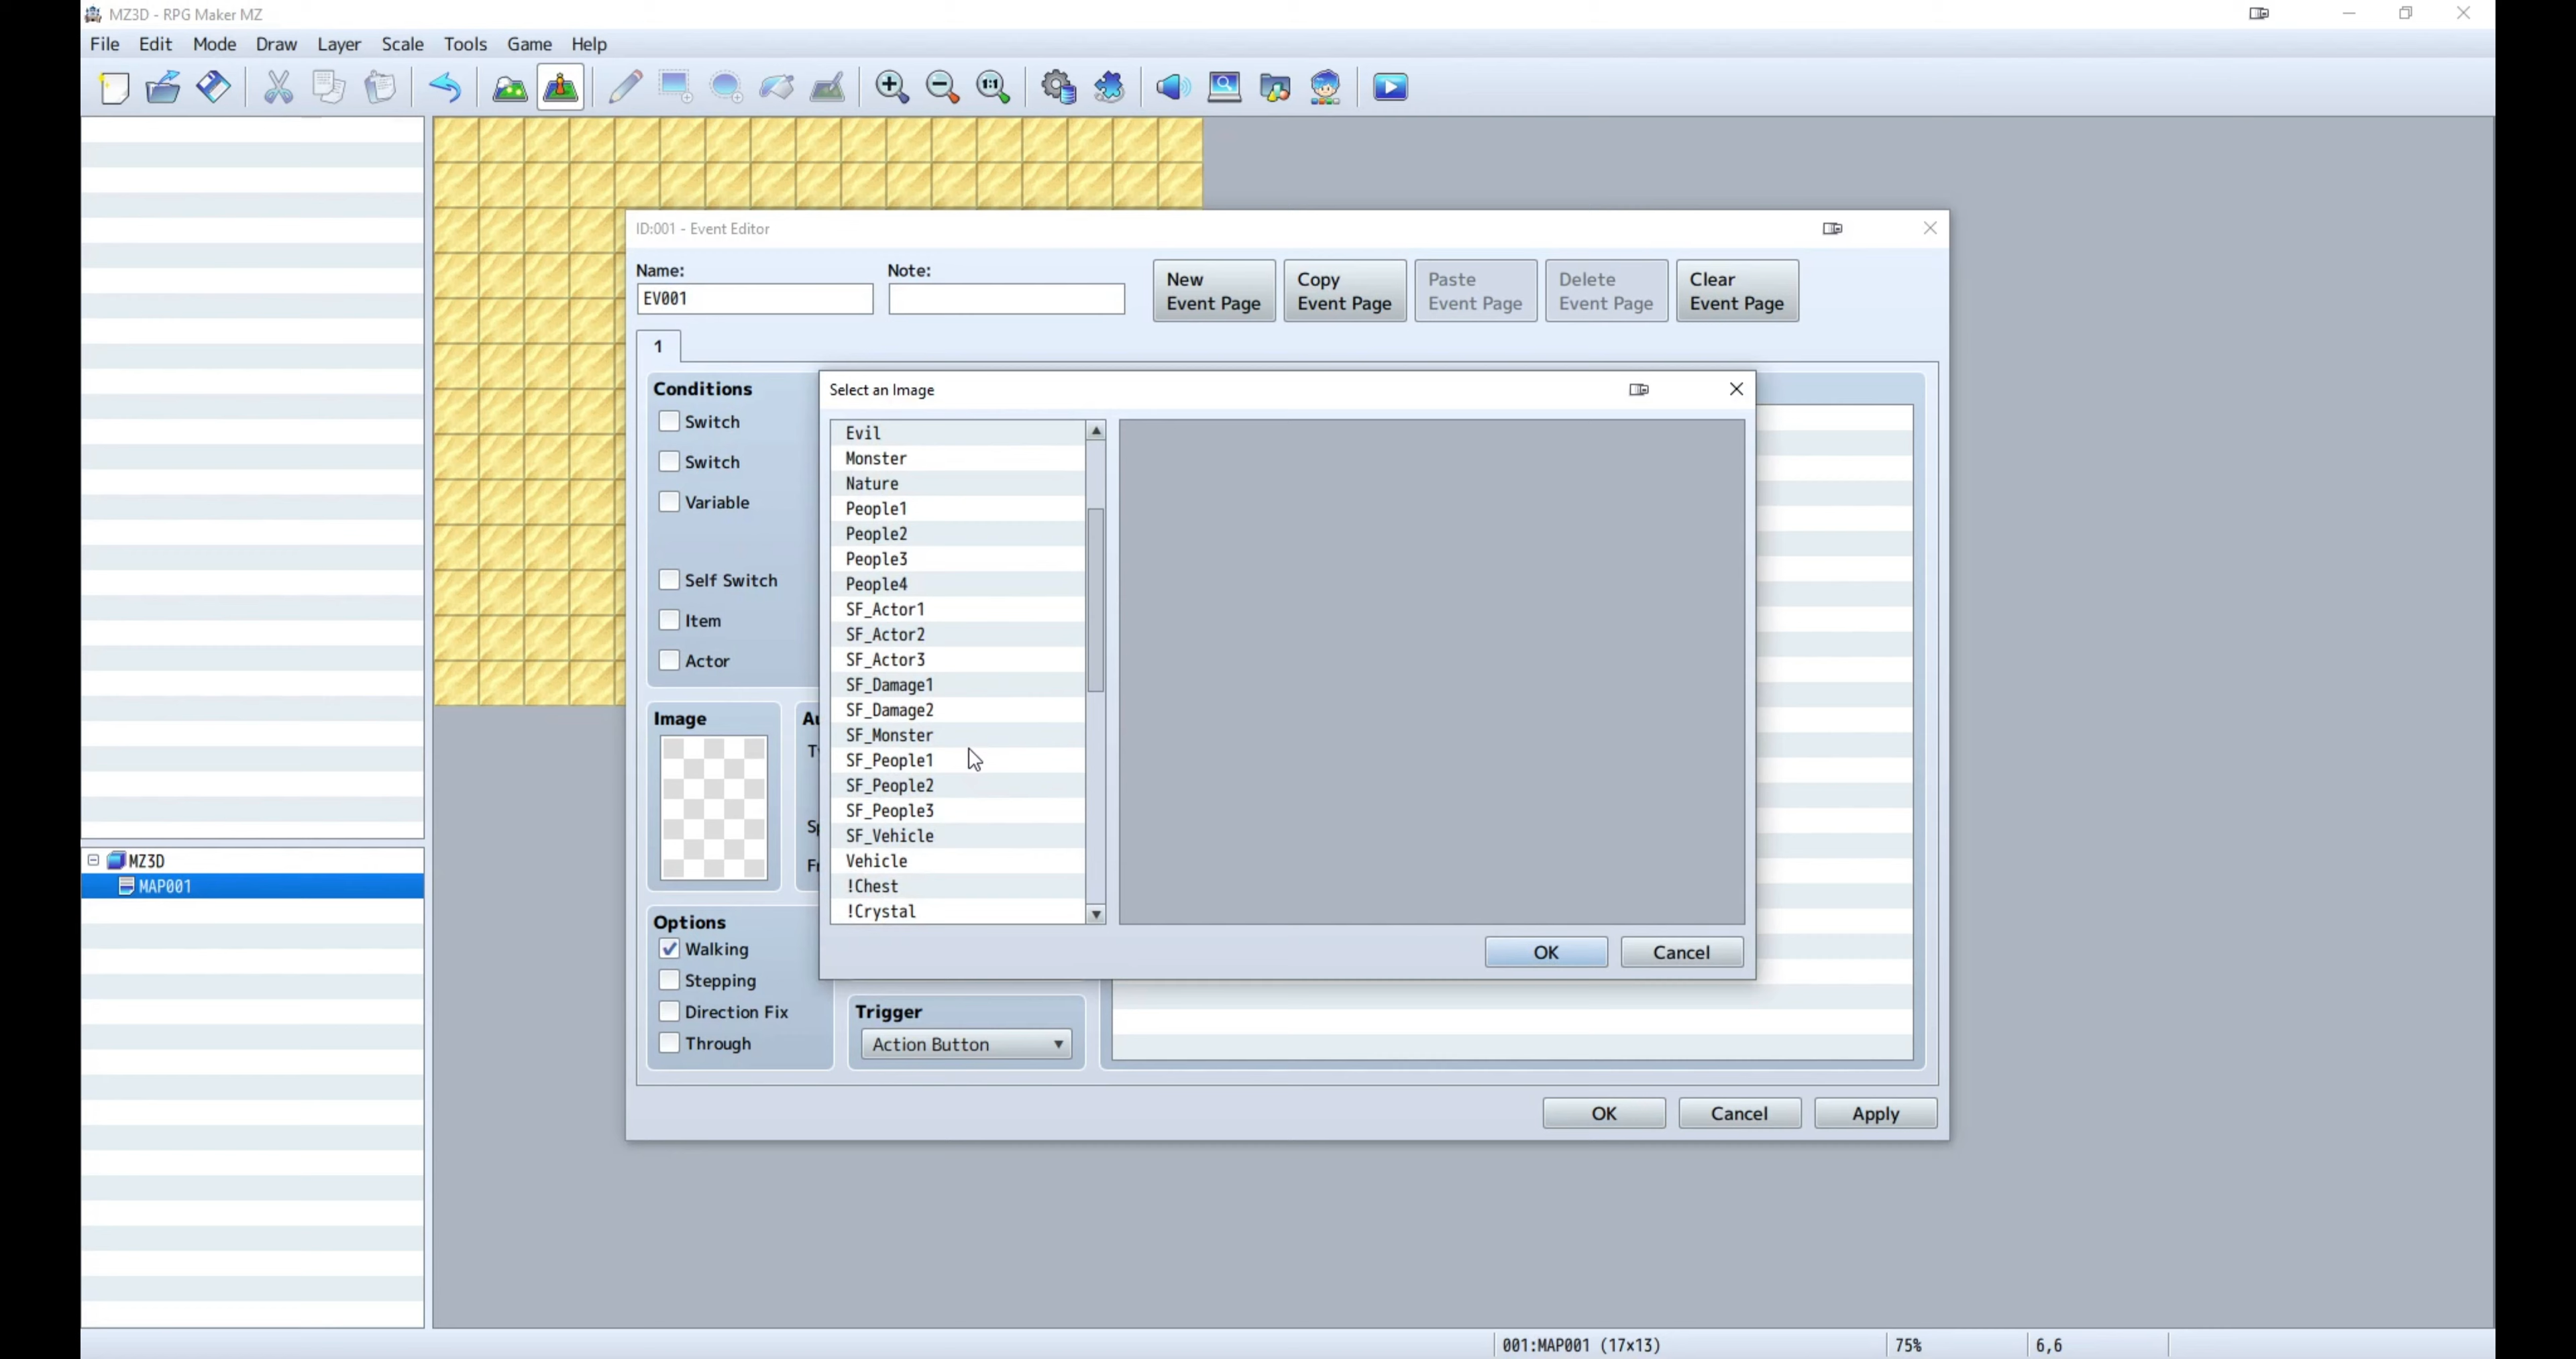 MZ3D - RPG Maker MZ
File Edit Mode Draw Layer Scale Tools Game Help
1:1
ID:001 - Event Editor
Name:
Note:
EV001
New
Event Page
Copy
Event Page
Paste
Event Page
Delete
Event Page
Clear
Event Page
1
Conditions
Switch
Switch
Variable
Self Switch
Item
Actor
Image
Options
Walking
Stepping
Direction Fix
Through
Trigger
Action Button
Select an Image
Evil
Monster
Nature
People1
People2
People3
People4
SF_Actor1
SF_Actor2
SF_Actor3
SF_Damage1
SF_Damage2
SF_Monster
SF_People1
SF_People2
SF_People3
SF_Vehicle
Vehicle
!Chest
!Crystal
OK Cancel
OK Cancel Apply
MZ3D
MAP001
001:MAP001 (17x13) 75% 6,6